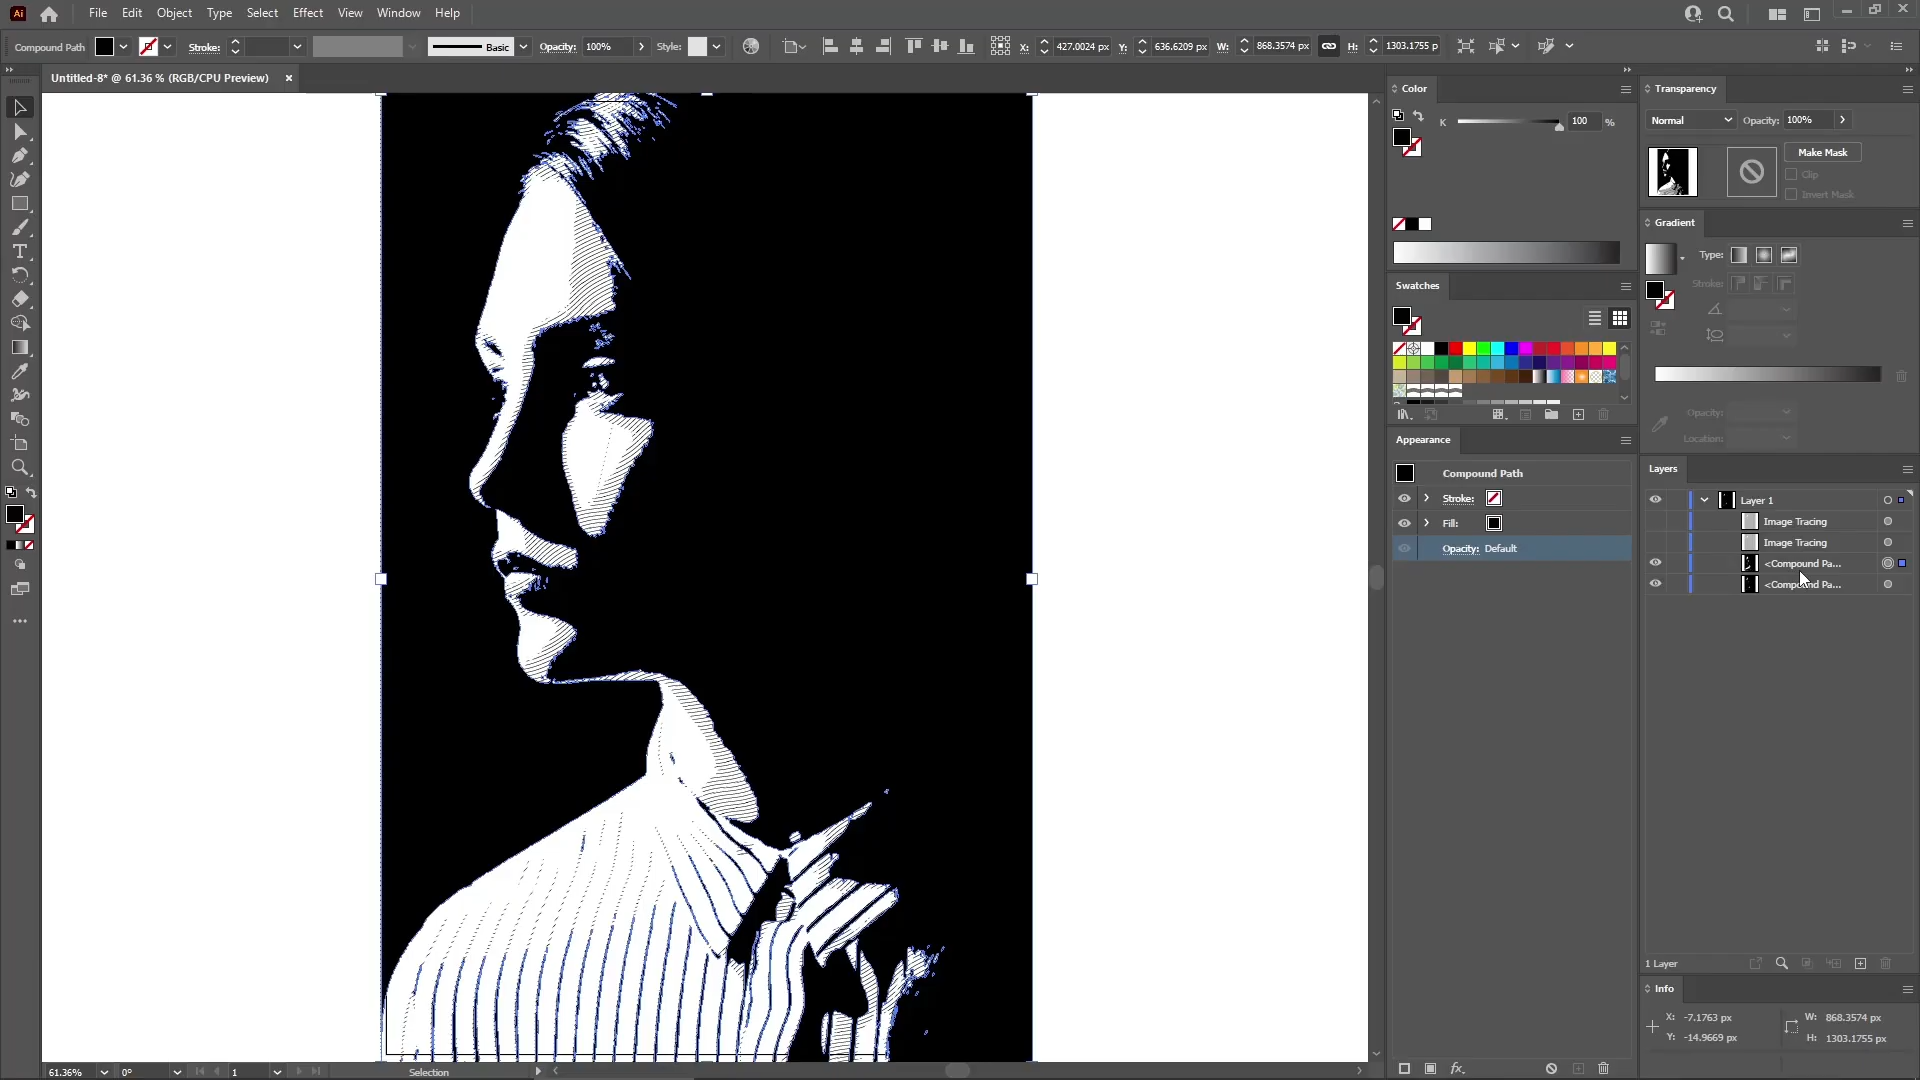 Ai File Edit Object Type Select Effect View Window Help
Compound Path Stroke: Basic Opacity: 100% Style: X: 427.0024 px Y: 636.6209 px W: 868.3574 px H: 1303.1755 p
Untitled-8* @ 61.36 % (RGB/CPU Preview) ×
Color
K 100 %
Swatches
Appearance
Compound Path
Stroke:
Fill:
Opacity: Default
fx
Transparency
Normal Opacity: 100%
Make Mask
Clip
Invert Mask
Gradient
Type:
Stroke:
Opacity:
Location:
Layers
Layer 1
Image Tracing
Image Tracing
<Compound Pa...
<Compound Pa...
1 Layer
Info
X: -7.1763 px W: 868.3574 px
Y: -14.9669 px H: 1303.1755 px
61.36% 0° 1 Selection